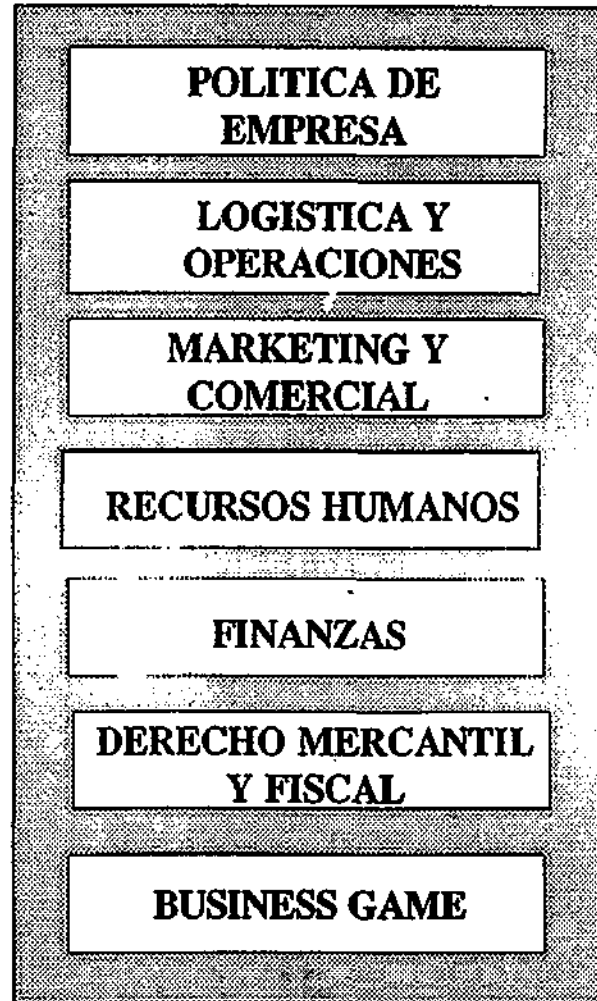 POLITICA DE
EMPRESA
LOGISTICA Y
OPERACIONES
MARKETING Y
COMERCIAL
RECURSOS HUMANOS
FINANZAS
DERECHO MERCANTIL
Y FISCAL
BUSINESS GAME